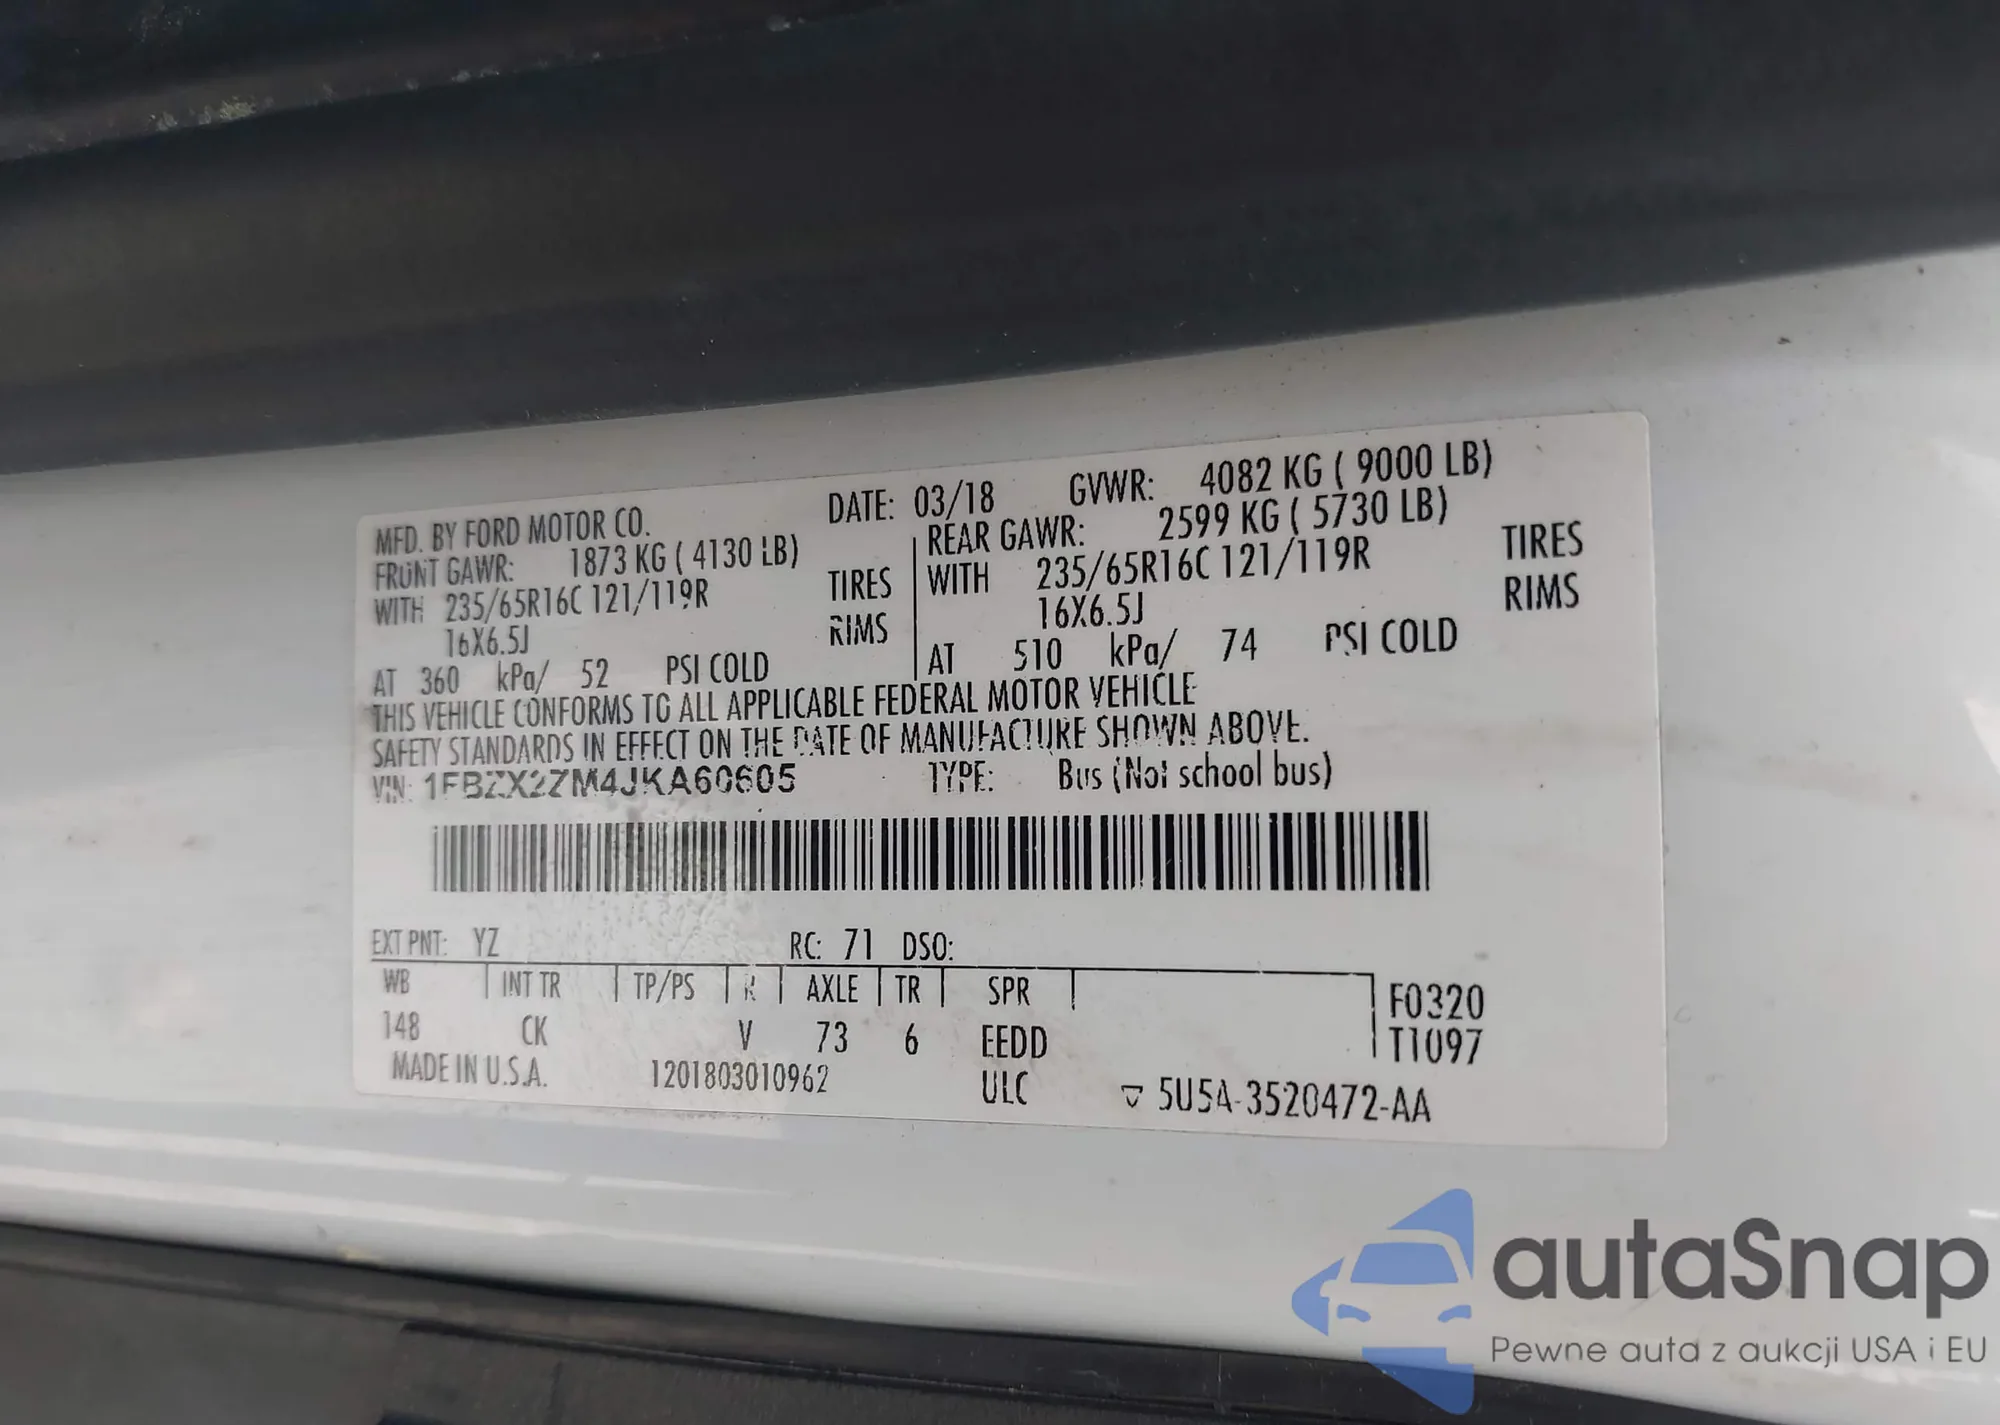 MFD. BY FORD MOTOR CO. DATE: 03/18 GVWR: 4082 KG ( 9000 LB)
FRONT GAWR: 1873 KG ( 4130 LB) REAR GAWR: 2599 KG ( 5730 LB)
WITH 235/65R16C 121/119R TIRES WITH 235/65R16C 121/119R TIRES
16X6.5J RIMS 16X6.5J RIMS
AT 360 kPa/ 52 PSI COLD AT 510 kPa/ 74 PSI COLD
THIS VEHICLE CONFORMS TO ALL APPLICABLE FEDERAL MOTOR VEHICLE
SAFETY STANDARDS IN EFFECT ON THE DATE OF MANUFACTURE SHOWN ABOVE.
VIN: 1FBZX2ZM4JKA60605 TYPE: Bus (Not school bus)
EXT PNT: YZ RC: 71 DSO:
WB INT TR TP/PS R AXLE TR SPR F0320
148 CK V 73 6 EEDD T1097
MADE IN U.S.A. 1201803010962 ULC 5U5A-3520472-AA
autaSnap
Pewne auta z aukcji USA i EU